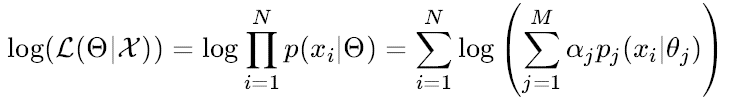 log(ℒ(Θ|𝒳)) = log ∏_{i=1}^{N} p(x_i|Θ) = ∑_{i=1}^{N} log ( ∑_{j=1}^{M} α_j p_j(x_i|θ_j) )